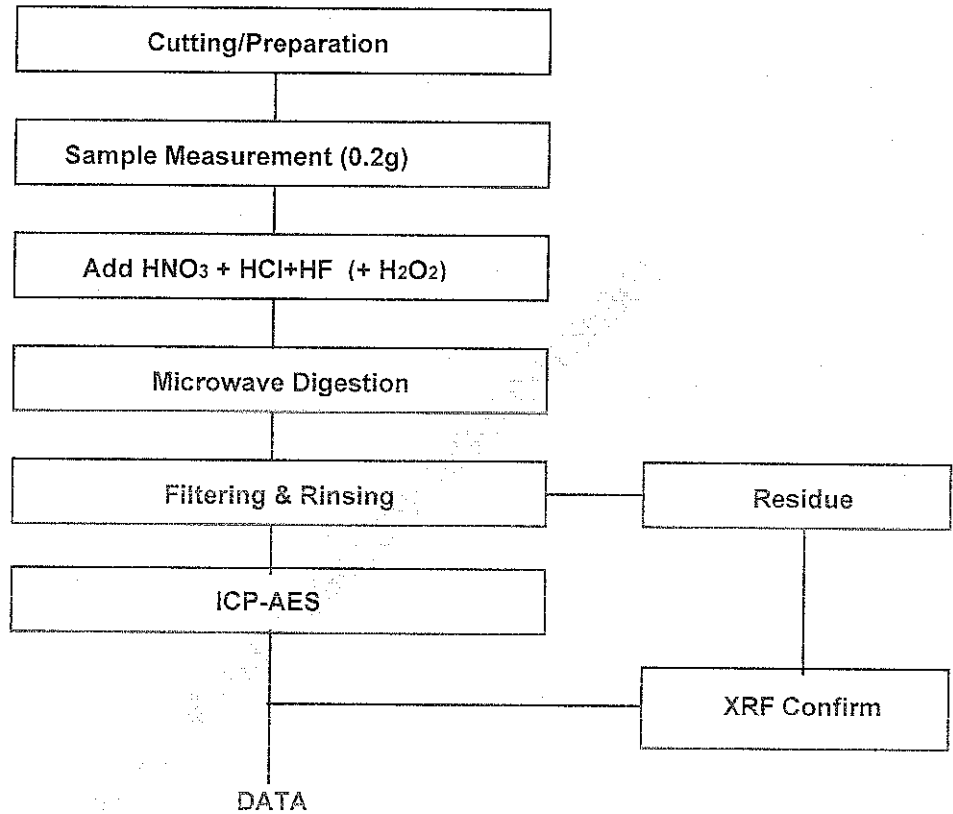 Cutting/Preparation
Sample Measurement (0.2g)
Add HNO₃ + HCl+HF (+ H₂O₂)
Microwave Digestion
Filtering & Rinsing
Residue
ICP-AES
XRF Confirm
DATA